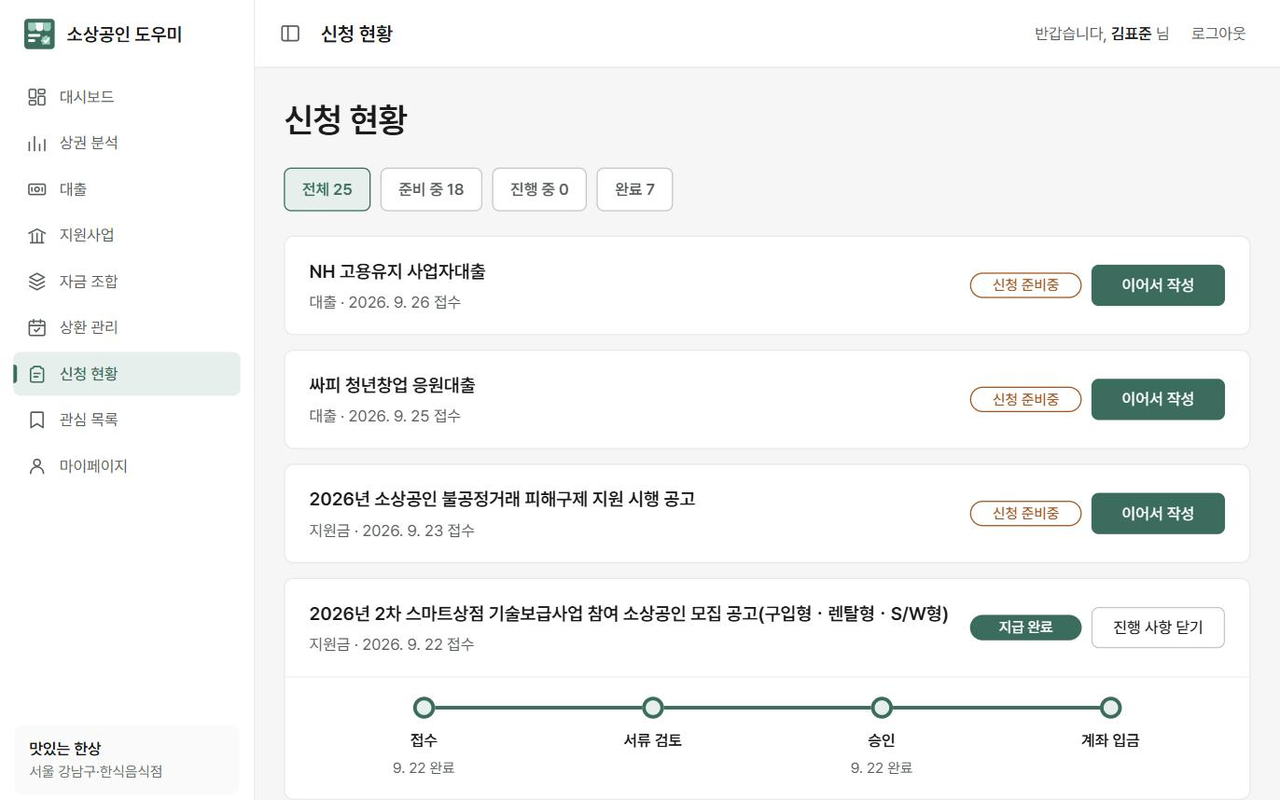 소상공인 도우미
신청 현황
반갑습니다, 김표준 님
로그아웃
대시보드
상권 분석
대출
지원사업
자금 조합
상환 관리
신청 현황
관심 목록
마이페이지
맛있는 한상
서울 강남구·한식음식점
신청 현황
전체 25
준비 중 18
진행 중 0
완료 7
NH 고용유지 사업자대출
대출 · 2026. 9. 26 접수
신청 준비중
이어서 작성
싸피 청년창업 응원대출
대출 · 2026. 9. 25 접수
신청 준비중
이어서 작성
2026년 소상공인 불공정거래 피해구제 지원 시행 공고
지원금 · 2026. 9. 23 접수
신청 준비중
이어서 작성
2026년 2차 스마트상점 기술보급사업 참여 소상공인 모집 공고(구입형 · 렌탈형 · S/W형)
지원금 · 2026. 9. 22 접수
지급 완료
진행 사항 닫기
접수
서류 검토
승인
계좌 입금
9. 22 완료
9. 22 완료